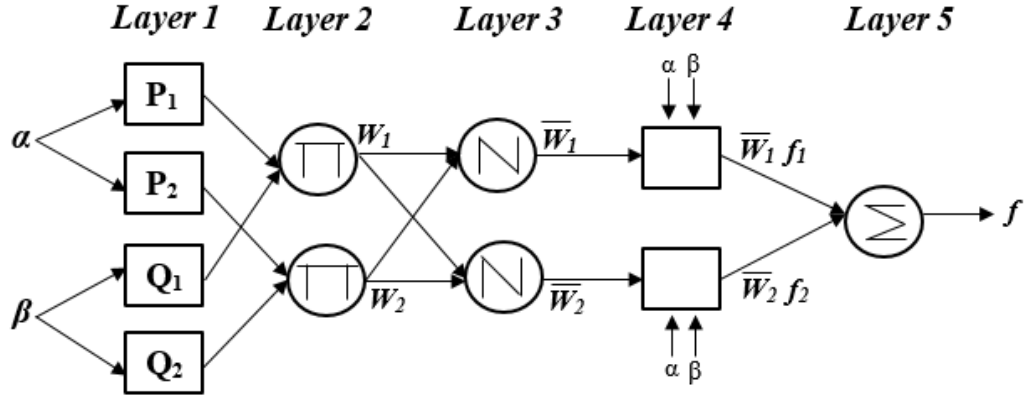 Layer 1 Layer 2 Layer 3 Layer 4 Layer 5
α β
P₁
α
P₂
∏ W₁
N W̅₁
W̅₁ f₁
Q₁
β
Q₂
∏ W₂
N W̅₂
W̅₂ f₂
α β
∑ f